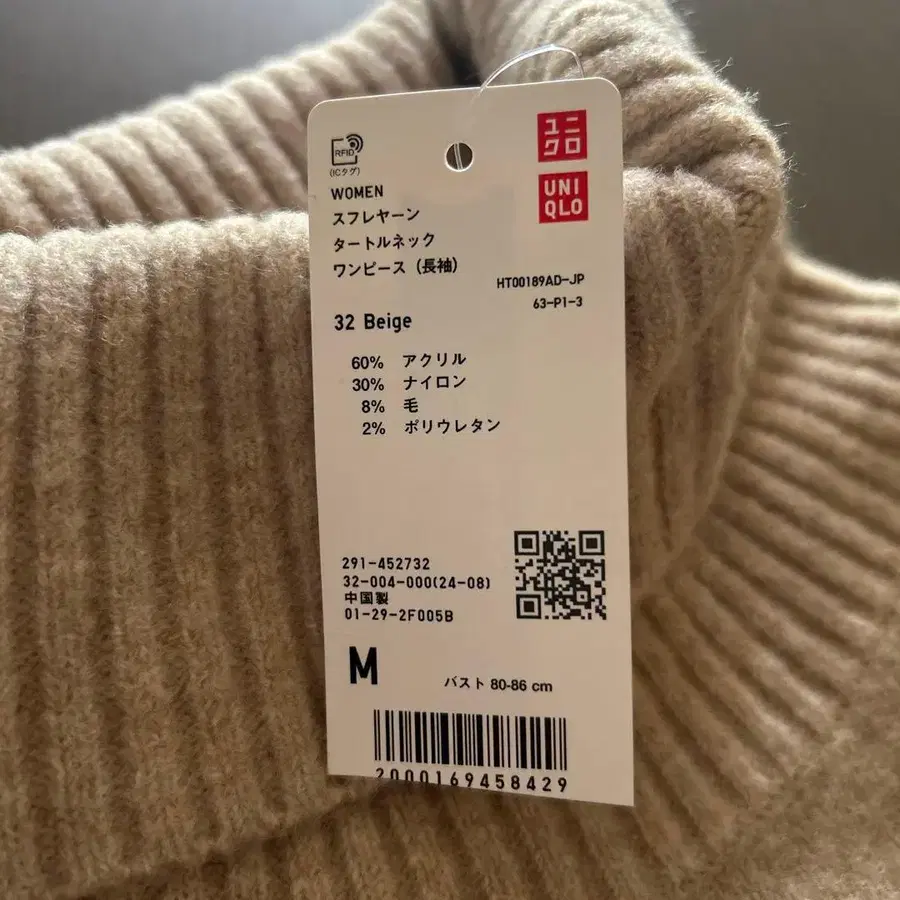 RFID
(ICタグ)
ユニ
クロ
UNI
QLO
WOMEN
スフレヤーン
タートルネック
ワンピース（長袖）
HT00189AD-JP
63-P1-3
32 Beige
60% アクリル
30% ナイロン
8% 毛
2% ポリウレタン
291-452732
32-004-000(24-08)
中国製
01-29-2F005B
M
バスト 80-86 cm
2000169458429